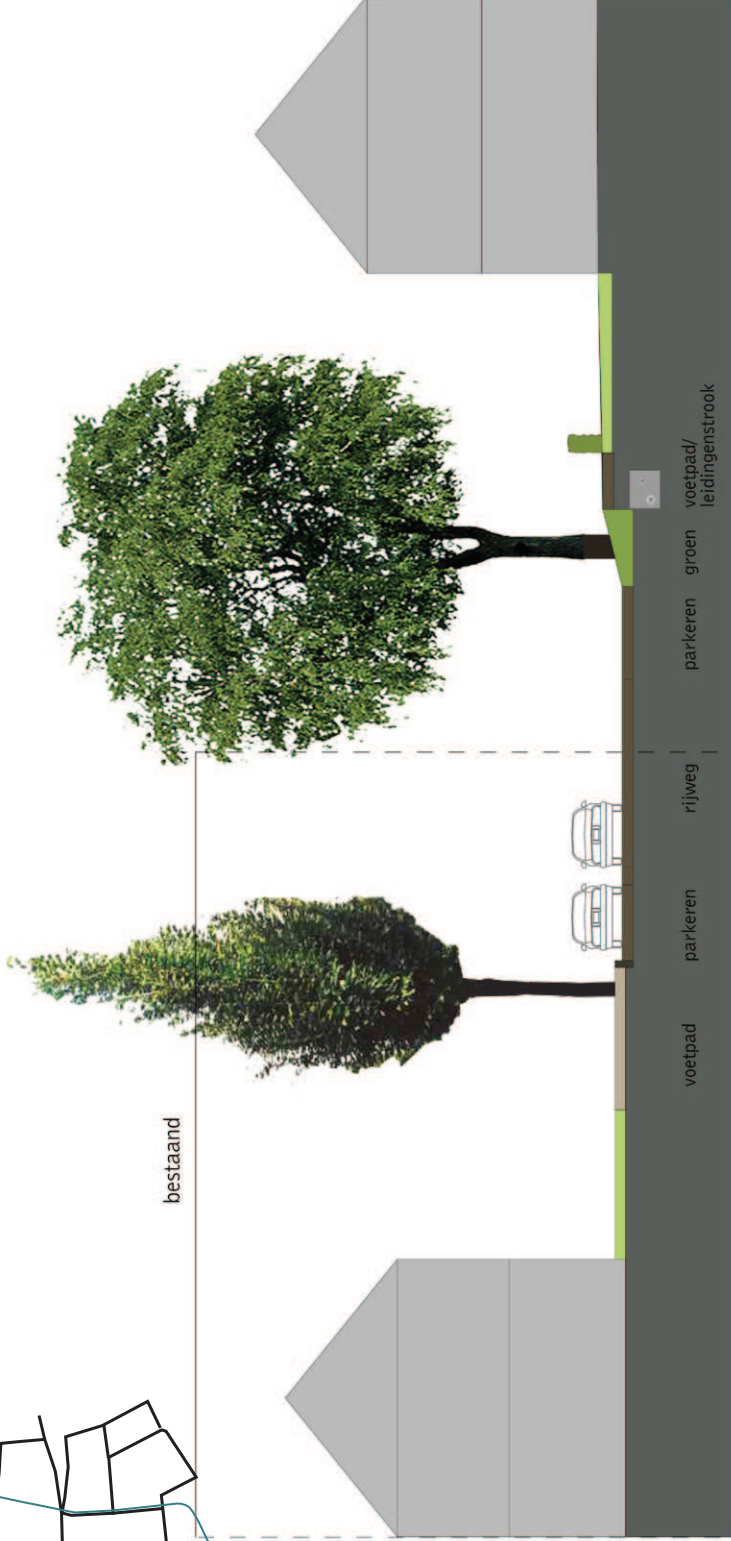 bestaand
voetpad
parkeren
rijweg
parkeren
groen
voetpad/
leidingenstrook